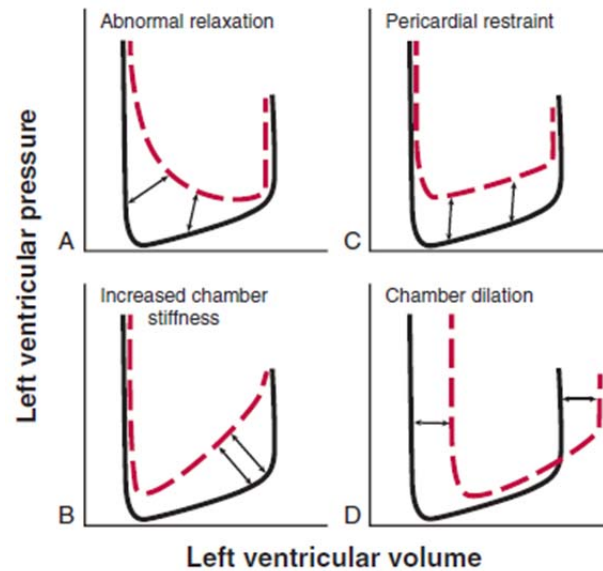 Abnormal relaxation
A
Pericardial restraint
C
Increased chamber
stiffness
B
Chamber dilation
D
Left ventricular pressure
Left ventricular volume